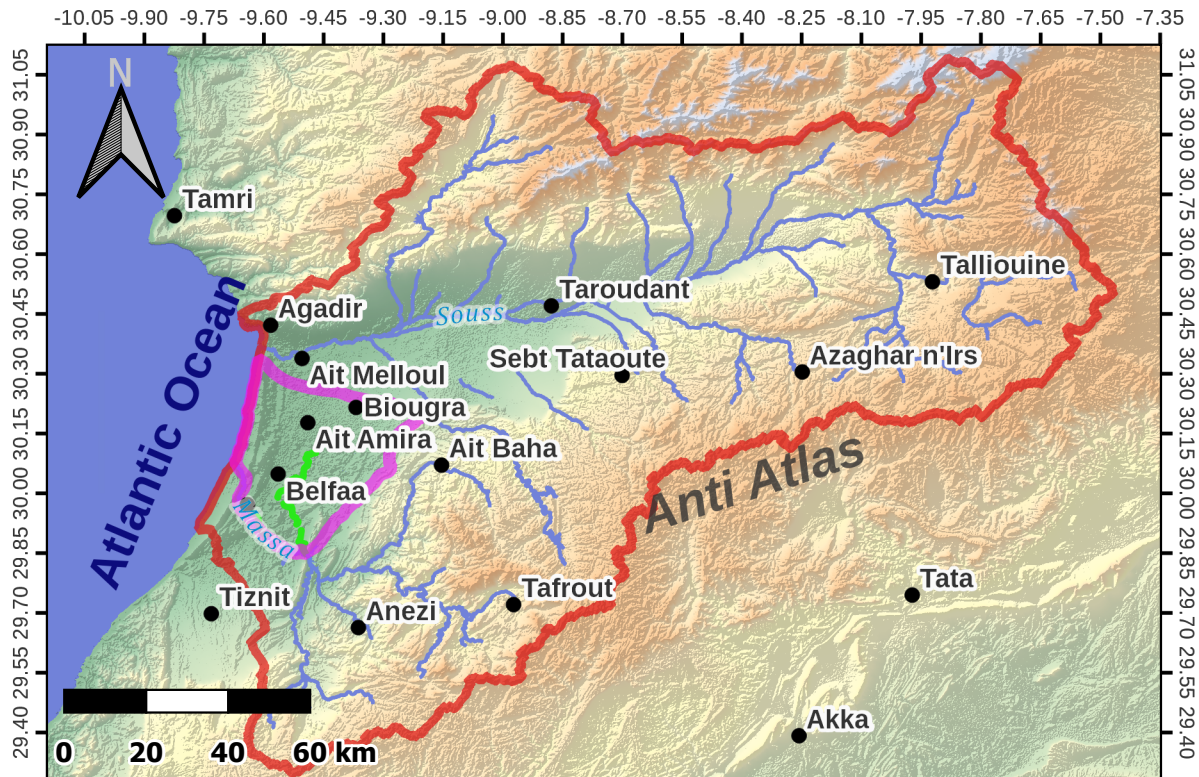 -10.05 -9.90 -9.75 -9.60 -9.45 -9.30 -9.15 -9.00 -8.85 -8.70 -8.55 -8.40 -8.25 -8.10 -7.95 -7.80 -7.65 -7.50 -7.35
31.05
30.90
30.75
30.60
30.45
30.30
30.15
30.00
29.85
29.70
29.55
29.40
31.05
30.90
30.75
30.60
30.45
30.30
30.15
30.00
29.85
29.70
29.55
29.40
N
Tamri
Talliouine
Taroudant
Agadir
Souss
Atlantic Ocean
Sebt Tataoute
Azaghar n'Irs
Ait Melloul
Biougra
Ait Amira
Ait Baha
Anti Atlas
Belfaa
Massa
Tata
Tafrout
Tiznit
Anezi
Akka
0 20 40 60 km